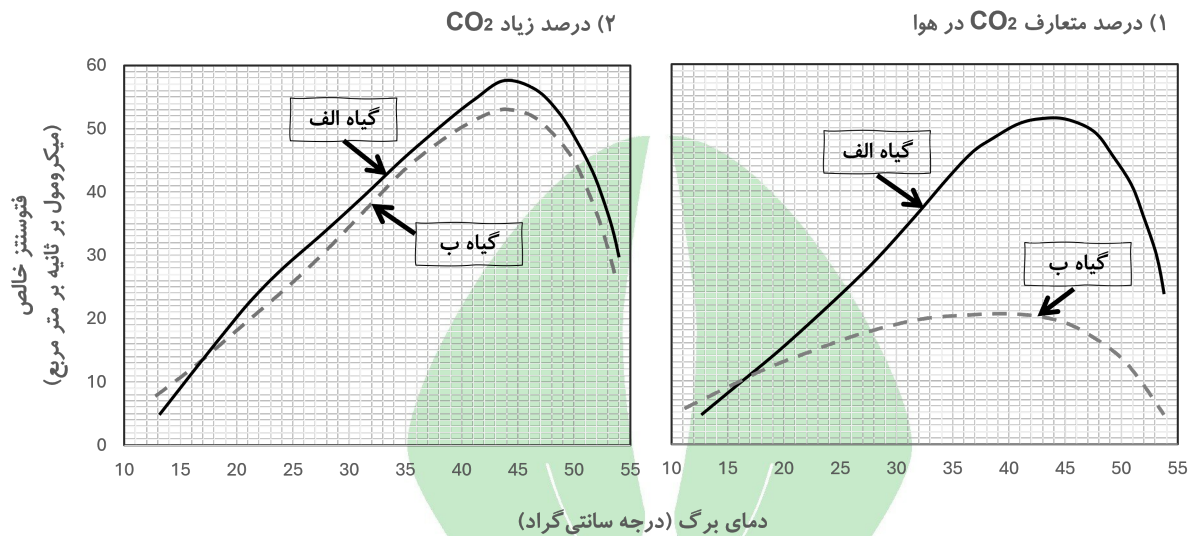 ۱) درصد متعارف CO₂ در هوا
۲) درصد زیاد CO₂
گیاه الف
گیاه ب
10 15 20 25 30 35 40 45 50 55
گیاه الف
گیاه ب
60
50
40
30
20
10
0
10 15 20 25 30 35 40 45 50 55
فتوسنتز خالص
(میکرومول بر ثانیه بر متر مربع)
دمای برگ (درجه سانتی‌گراد)